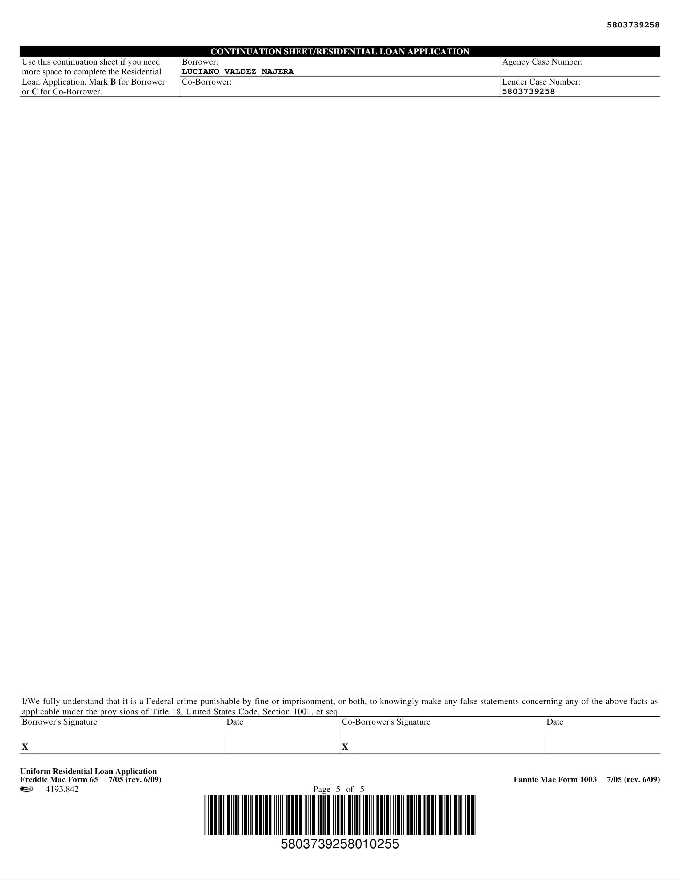 5803739258
CONTINUATION SHEET/RESIDENTIAL LOAN APPLICATION
Use this continuation sheet if you need
more space to complete the Residential
Loan Application. Mark B for Borrower
or C for Co-Borrower.
Borrower:
LUCIANO VALDEZ NAJERA
Co-Borrower:
Agency Case Number:
Lender Case Number:
5803739258
I/We fully understand that it is a Federal crime punishable by fine or imprisonment, or both, to knowingly make any false statements concerning any of the above facts as
applicable under the provisions of Title 18, United States Code, Section 1001, et seq.
Borrower's Signature Date Co-Borrower's Signature Date
X X
Uniform Residential Loan Application
Freddie Mac Form 65 7/05 (rev. 6/09) Fannie Mae Form 1003 7/05 (rev. 6/09)
4193.842 Page 5 of 5
5803739258010255